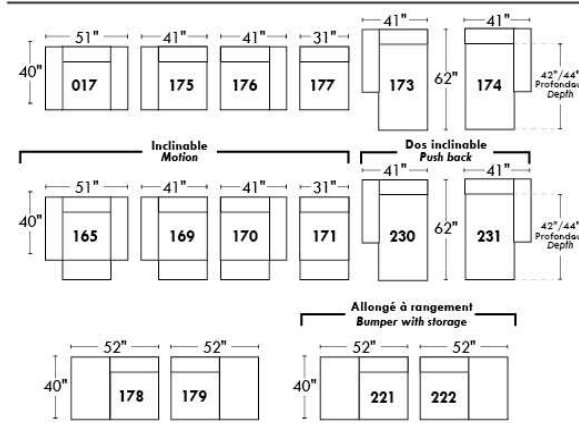 51" 41" 41" 31" 41" 41"
40" 017 175 176 177 173 62" 174 42"/44"
Profondeu
Depth
Inclinable
Motion
Dos inclinable
Push back
51" 41" 41" 31" 41" 41"
40" 165 169 170 171 230 62" 231 42"/44"
Profondeu
Depth
Allongé à rangement
Bumper with storage
52" 52" 52" 52"
40" 178 179 40" 221 222